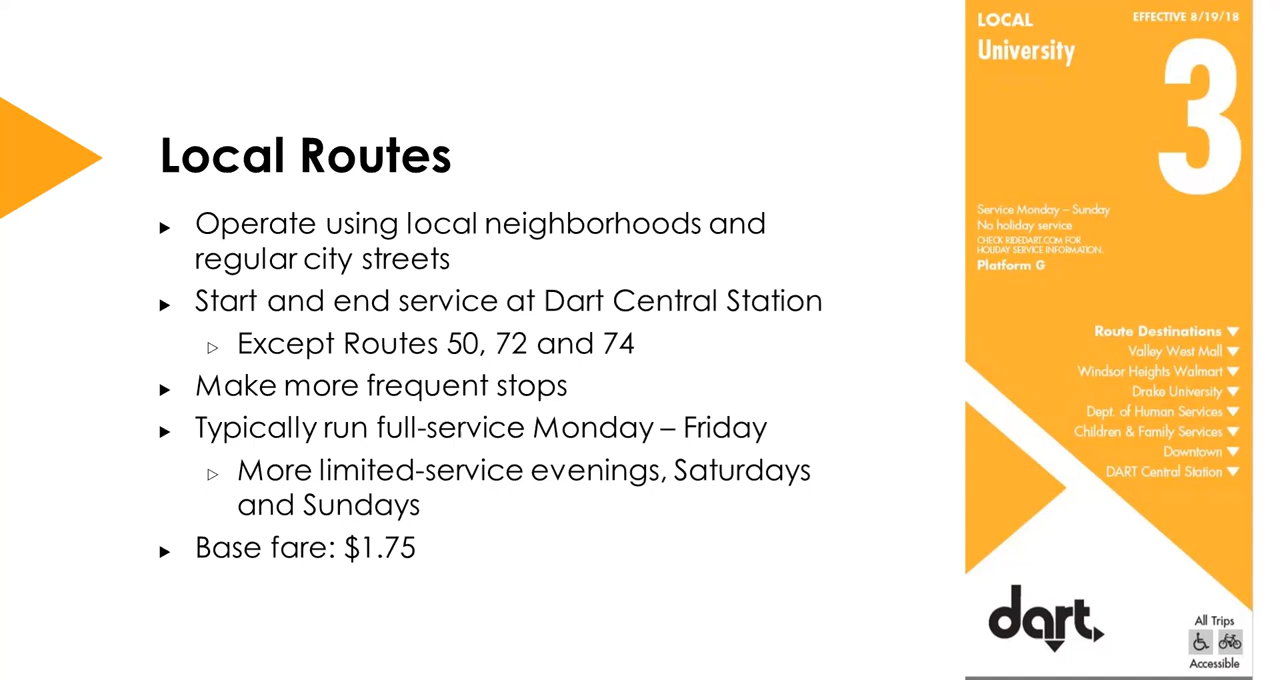 Local Routes
Operate using local neighborhoods and
regular city streets
Start and end service at Dart Central Station
Except Routes 50, 72 and 74
Make more frequent stops
Typically run full-service Monday – Friday
More limited-service evenings, Saturdays
and Sundays
Base fare: $1.75
LOCAL
EFFECTIVE 8/19/18
University
3
Service Monday – Sunday
No holiday service
CHECK RIDEDART.COM FOR
HOLIDAY SERVICE INFORMATION.
Platform G
Route Destinations
Valley West Mall
Windsor Heights Walmart
Drake University
Dept. of Human Services
Children & Family Services
Downtown
DART Central Station
dart
All Trips
Accessible